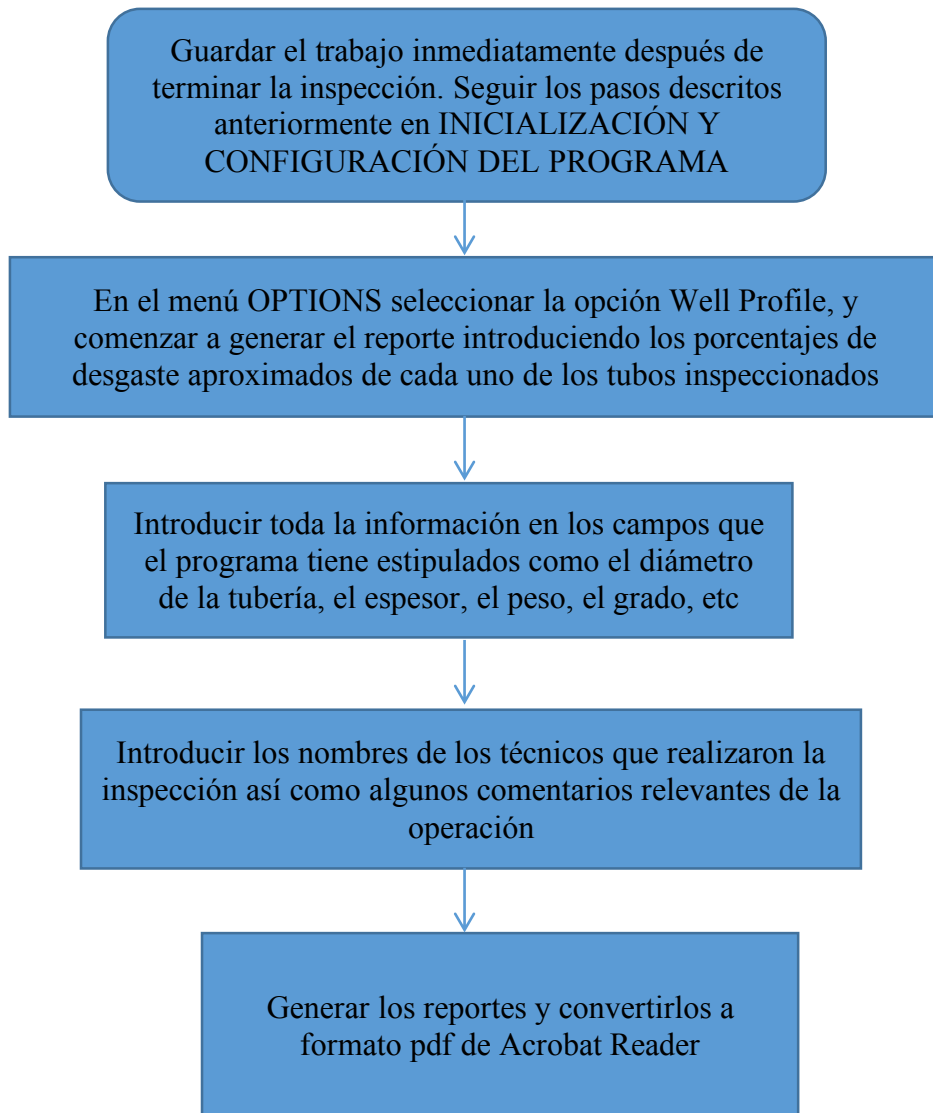 Guardar el trabajo inmediatamente después de
terminar la inspección. Seguir los pasos descritos
anteriormente en INICIALIZACIÓN Y
CONFIGURACIÓN DEL PROGRAMA
En el menú OPTIONS seleccionar la opción Well Profile, y
comenzar a generar el reporte introduciendo los porcentajes de
desgaste aproximados de cada uno de los tubos inspeccionados
Introducir toda la información en los campos que
el programa tiene estipulados como el diámetro
de la tubería, el espesor, el peso, el grado, etc
Introducir los nombres de los técnicos que realizaron la
inspección así como algunos comentarios relevantes de la
operación
Generar los reportes y convertirlos a
formato pdf de Acrobat Reader